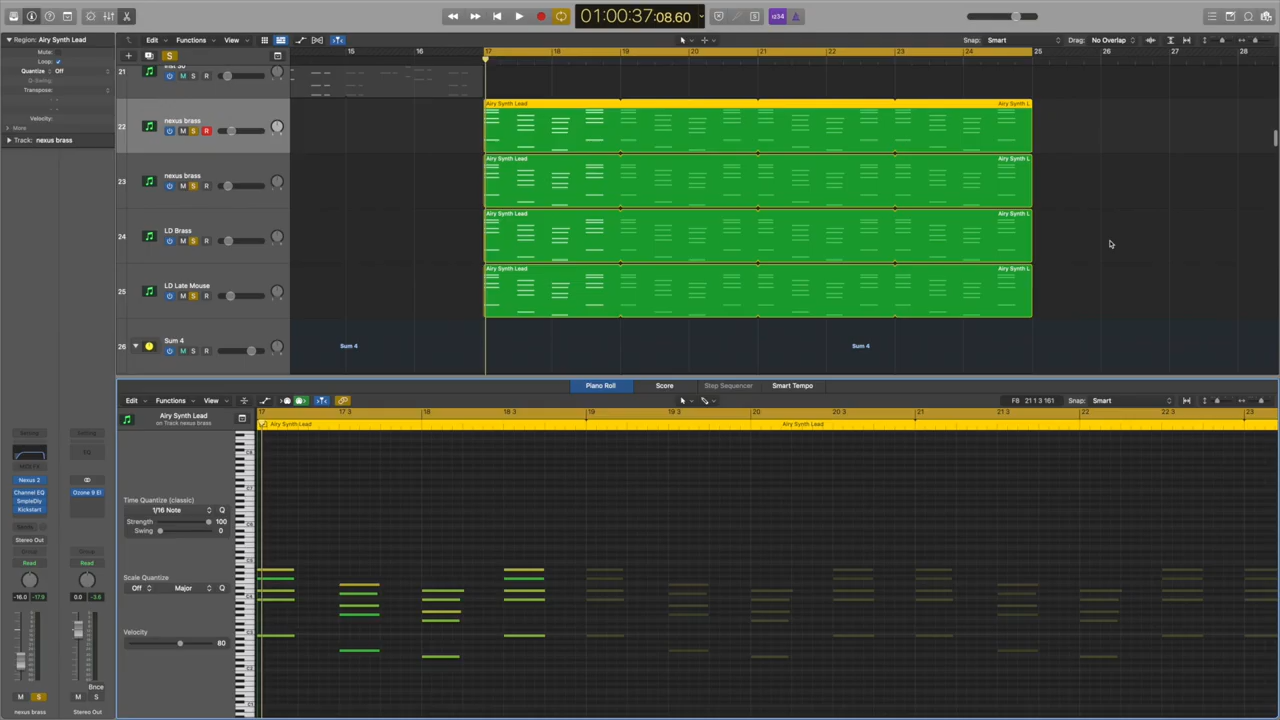 01:00:37:08.60
1234
S
Region: Airy Synth Lead
Mute:
Loop:
Quantize Off
Q-Swing:
Transpose:
Velocity:
More
Track: nexus brass
Edit Functions View
Snap: Smart
Drag: No Overlap
S
15 16 17 18 19 20 21 22 23 24 25 26 27 28
21
M S R
22 nexus brass
M S R
Airy Synth Lead Airy L
23 nexus brass
M S R
Airy Synth Lead Airy Synth L
24 LD Brass
M S R
Airy Synth Lead Airy Synth L
25 LD Late Mouse
M S R
Airy Synth Lead Airy Synth L
26 Sum 4
M S R
Sum 4 Sum 4
Piano Roll Score Step Sequencer Smart Tempo
Edit Functions View
F8 21 1 3 161
Snap: Smart
Airy Synth Lead
on Track nexus brass
17 17 3 18 18 3 19 19 3 20 20 3 21 21 3 22 22 3 23
Airy Synth Lead Airy Synth Lead
Time Quantize (classic)
1/16 Note Q
Strength 100
Swing 0
Scale Quantize
Off Major Q
Velocity
80
Setting Setting
EQ
MIDI FX
Nexus 2
Channel EQ
SmpleDly
Kickstart
Ozone 9 El
Sends
Stereo Out
Group Group
Read Read
-16.0 -17.9 0.0 -3.6
Bnce
M S M S
nexus brass Stereo Out